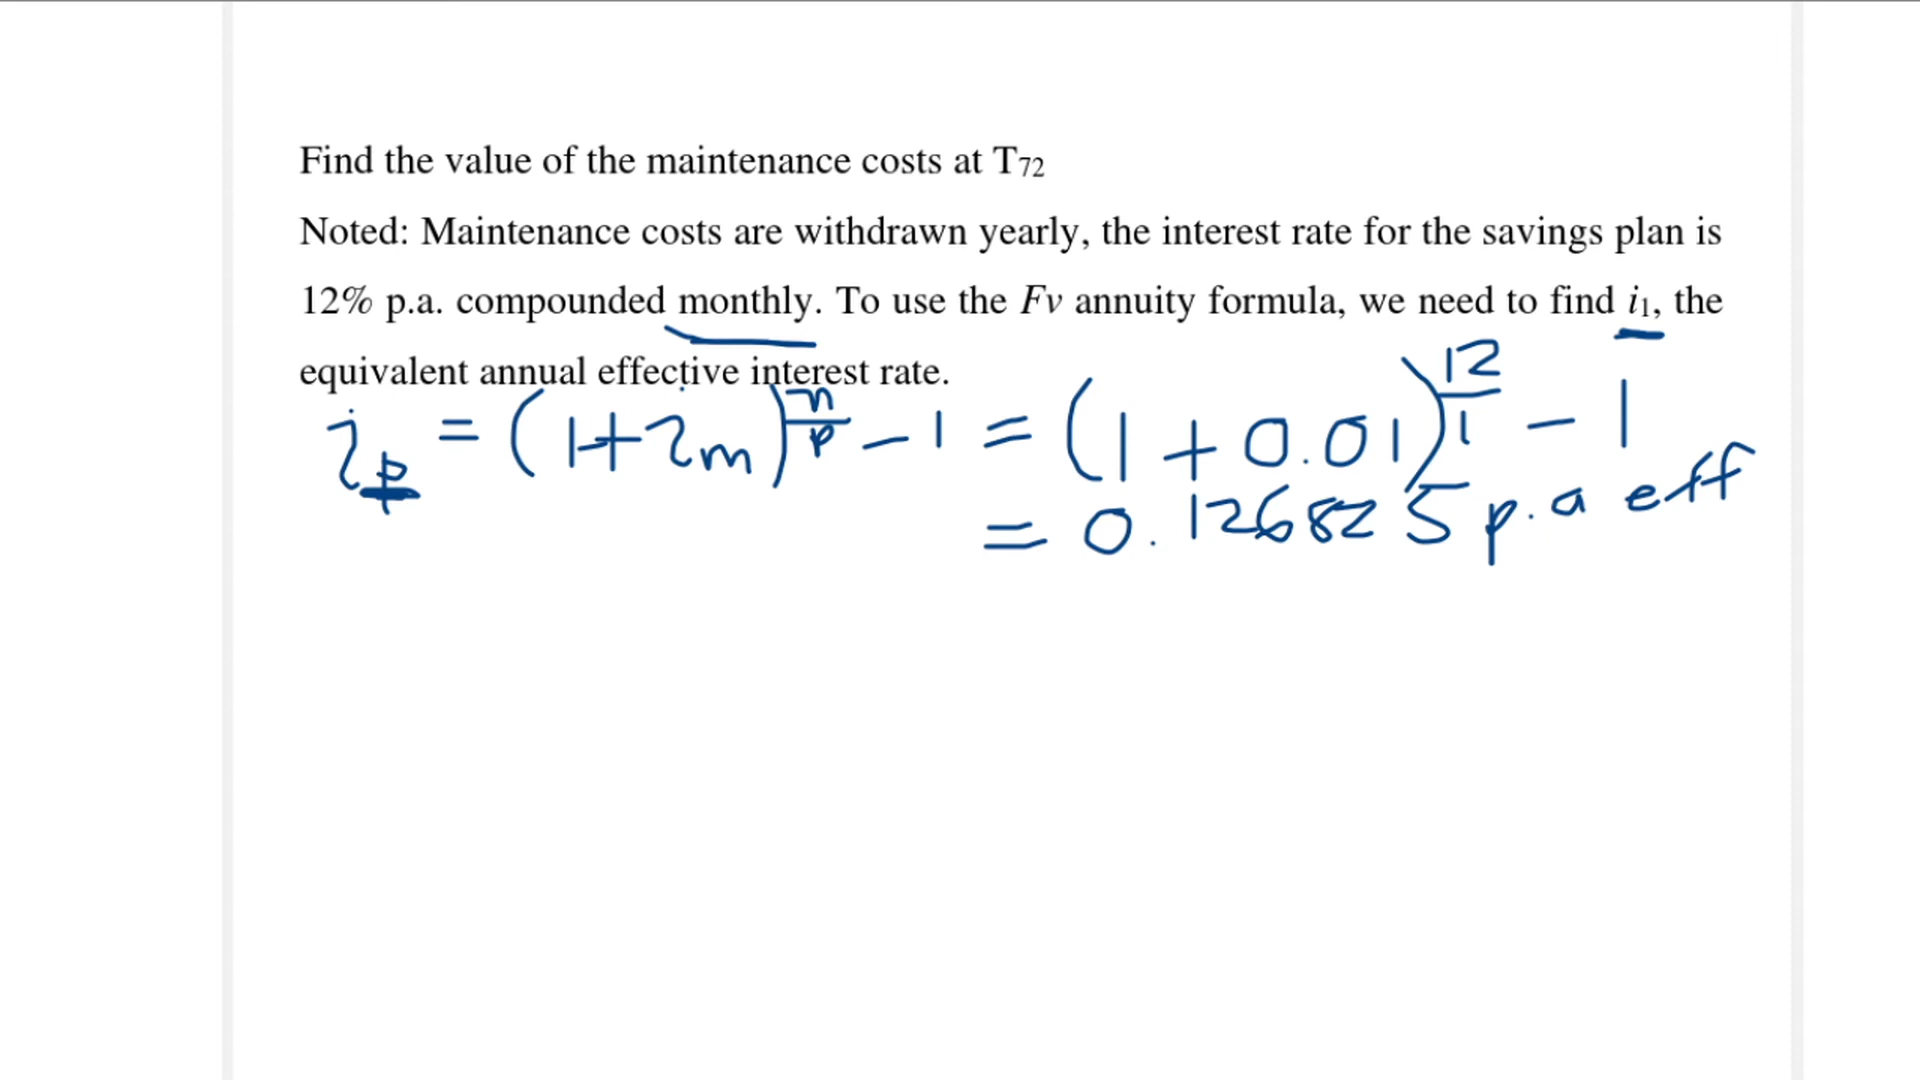 Find the value of the maintenance costs at T72
Noted: Maintenance costs are withdrawn yearly, the interest rate for the savings plan is
12% p.a. compounded monthly. To use the Fv annuity formula, we need to find i1, the
equivalent annual effective interest rate.
ip = (1+im)^(m/p) - 1 = (1+0.01)^(12/1) - 1
= 0.126825 p.a eff